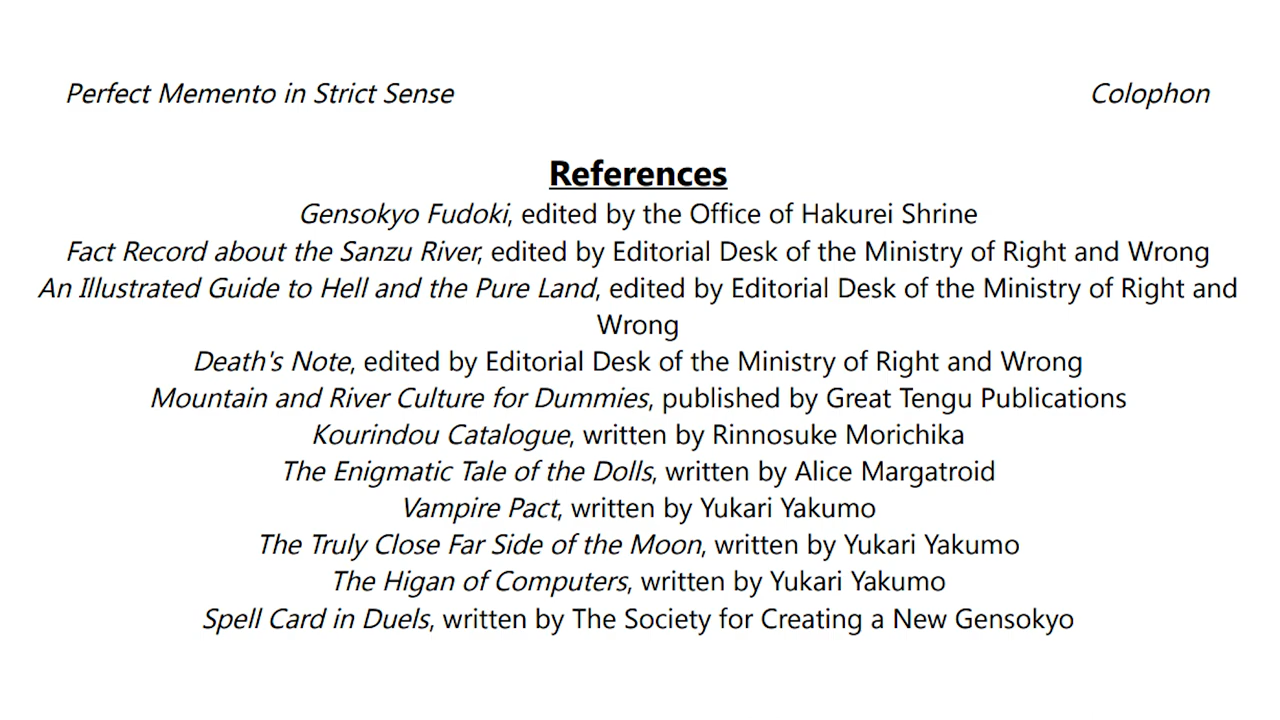 Perfect Memento in Strict Sense Colophon
References
Gensokyo Fudoki, edited by the Office of Hakurei Shrine
Fact Record about the Sanzu River, edited by Editorial Desk of the Ministry of Right and Wrong
An Illustrated Guide to Hell and the Pure Land, edited by Editorial Desk of the Ministry of Right and
Wrong
Death's Note, edited by Editorial Desk of the Ministry of Right and Wrong
Mountain and River Culture for Dummies, published by Great Tengu Publications
Kourindou Catalogue, written by Rinnosuke Morichika
The Enigmatic Tale of the Dolls, written by Alice Margatroid
Vampire Pact, written by Yukari Yakumo
The Truly Close Far Side of the Moon, written by Yukari Yakumo
The Higan of Computers, written by Yukari Yakumo
Spell Card in Duels, written by The Society for Creating a New Gensokyo